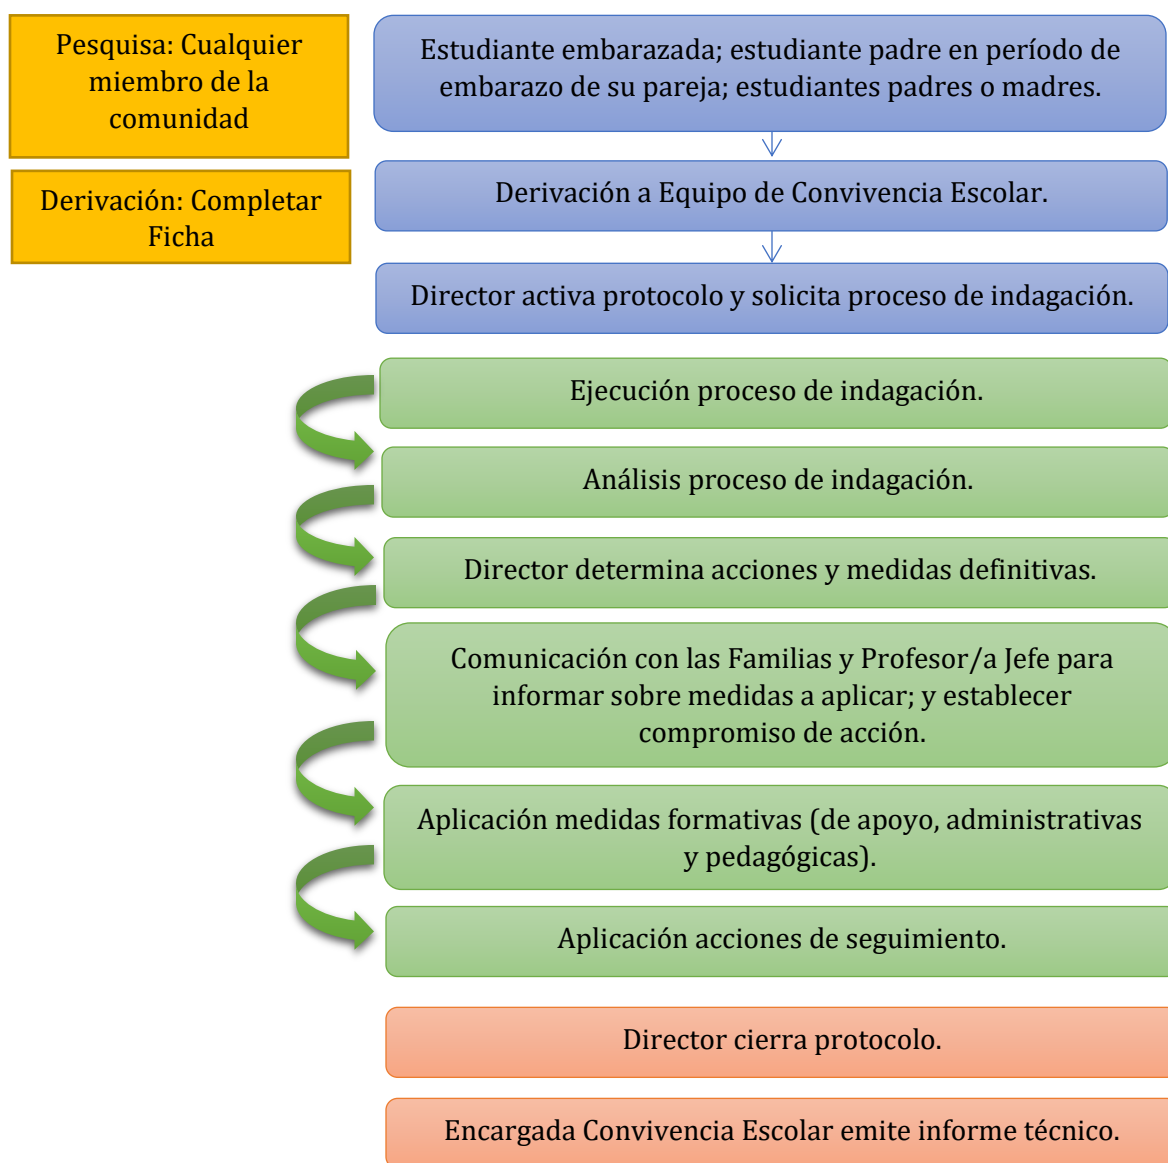 Pesquisa: Cualquier
miembro de la
comunidad
Estudiante embarazada; estudiante padre en período de
embarazo de su pareja; estudiantes padres o madres.
Derivación: Completar
Ficha
Derivación a Equipo de Convivencia Escolar.
Director activa protocolo y solicita proceso de indagación.
Ejecución proceso de indagación.
Análisis proceso de indagación.
Director determina acciones y medidas definitivas.
Comunicación con las Familias y Profesor/a Jefe para
informar sobre medidas a aplicar; y establecer
compromiso de acción.
Aplicación medidas formativas (de apoyo, administrativas
y pedagógicas).
Aplicación acciones de seguimiento.
Director cierra protocolo.
Encargada Convivencia Escolar emite informe técnico.